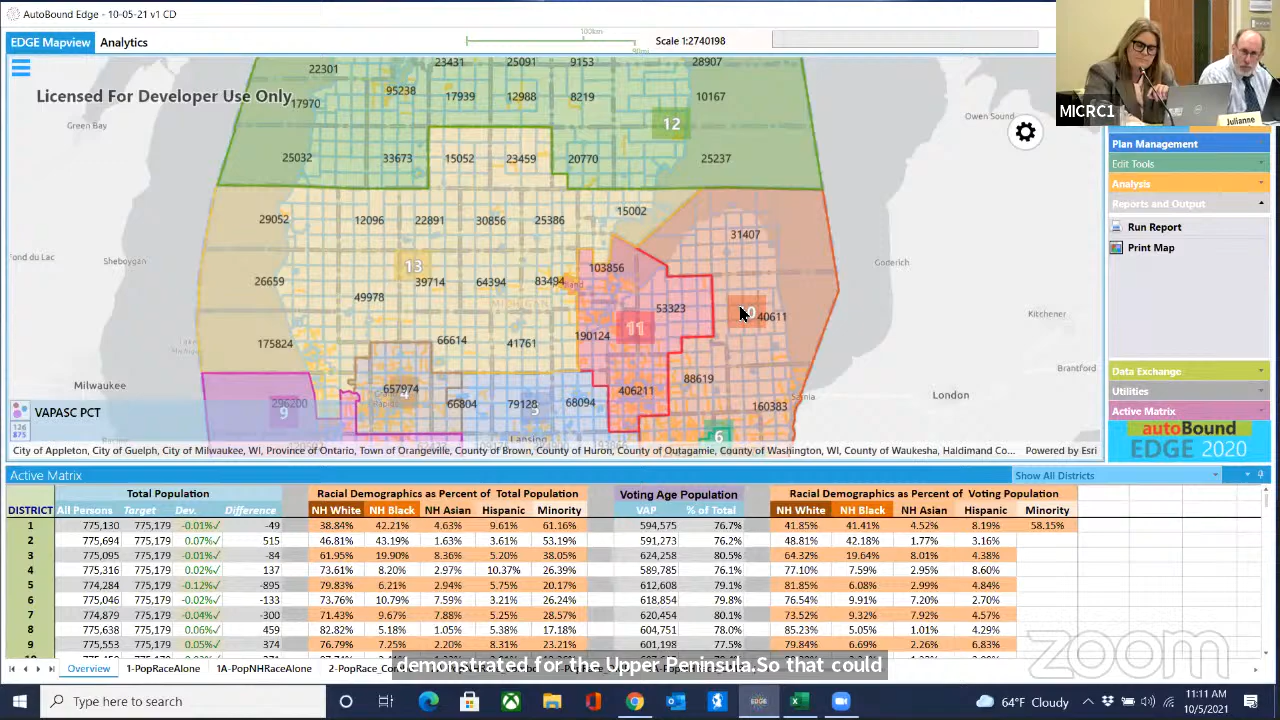 AutoBound Edge - 10-05-21 v1 CD
EDGE Mapview Analytics
100km
Scale 1:2740198
Licensed For Developer Use Only
22301 23431 25091 9153 28907
17970 95238 17939 12988 8219 10167
Green Bay
Owen Sound
12
25032 33673 15052 23459 20770 25237
29052 12096 22891 30856 25386 15002
31407
fond du Lac
Sheboygan
Goderich
13
103856
26659 39714 64394 83494
49978
MICHIGAN
53323
40611
Kitchener
11
190124
175824 66614 41761
Brantford
Milwaukee
657974
88619
406211
London
296200
66804 79128 68094
160383
9
4
5
6
Lansing
VAPASC PCT
City of Appleton, City of Guelph, City of Milwaukee, WI, Province of Ontario, Town of Orangeville, County of Brown, County of Huron, County of Outagamie, County of Washington, WI, County of Waukesha, Haldimand Co... Powered by Esri
MICRC1
Julianne
Plan Management
Edit Tools
Analysis
Reports and Output
Run Report
Print Map
Data Exchange
Utilities
Active Matrix
autoBound
EDGE 2020
Active Matrix
Show All Districts
Total Population Racial Demographics as Percent of Total Population Voting Age Population Racial Demographics as Percent of Voting Population
DISTRICT All Persons Target Dev. Difference NH White NH Black NH Asian Hispanic Minority VAP % of Total NH White NH Black NH Asian Hispanic Minority
1 775,130 775,179 -0.01%✓ -49 38.84% 42.21% 4.63% 9.61% 61.16% 594,575 76.7% 41.85% 41.41% 4.52% 8.19% 58.15%
2 775,694 775,179 0.07%✓ 515 46.81% 43.19% 1.63% 3.21% 53.19% 591,273 76.2% 48.81% 42.18% 1.77% 3.16%
3 775,095 775,179 -0.01%✓ -84 61.95% 19.90% 8.36% 5.20% 38.05% 624,258 80.5% 64.32% 19.64% 8.01% 4.38%
4 775,316 775,179 0.02%✓ 137 73.61% 8.20% 2.97% 10.37% 26.39% 589,785 76.1% 77.10% 7.59% 2.95% 8.60%
5 774,284 775,179 -0.12%✓ -895 79.83% 6.21% 2.94% 5.75% 20.17% 612,608 79.1% 81.85% 6.08% 2.99% 4.84%
6 775,046 775,179 -0.02%✓ -133 73.76% 10.79% 7.59% 3.21% 26.24% 618,854 79.8% 76.54% 9.91% 7.20% 2.70%
7 774,879 775,179 -0.04%✓ -300 71.43% 9.67% 7.88% 5.25% 28.57% 620,454 80.1% 73.52% 9.32% 7.92% 4.57%
8 775,638 775,179 0.06%✓ 459 82.82% 5.18% 1.05% 5.38% 17.18% 604,751 78.0% 85.23% 5.05% 1.01% 4.29%
9 775,553 775,179 0.05%✓ 374 76.79% 7.25% 2.20% 8.31% 23.21% 601,198 77.5% 79.84% 6.69% 2.26% 6.83%
Overview 1-PopRaceAlone 1A-PopNHRaceAlone
demonstrated for the Upper Peninsula.So that could
zoom
Type here to search
64°F Cloudy
11:11 AM
10/5/2021